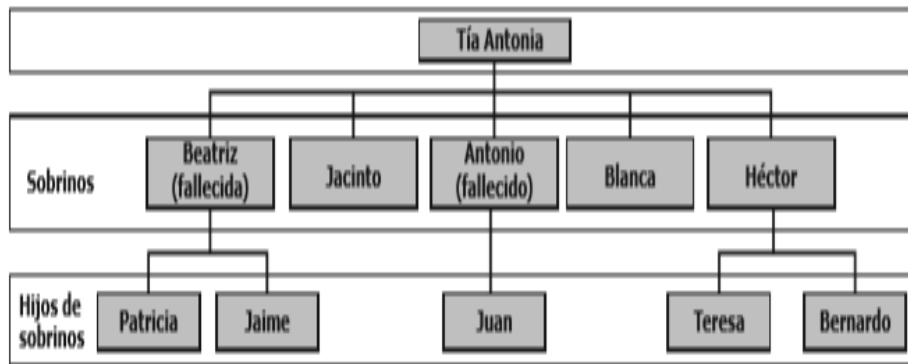 Tía Antonia
Sobrinos
Beatriz
(fallecida)
Jacinto
Antonio
(fallecido)
Blanca
Héctor
Hijos de
sobrinos
Patricia
Jaime
Juan
Teresa
Bernardo